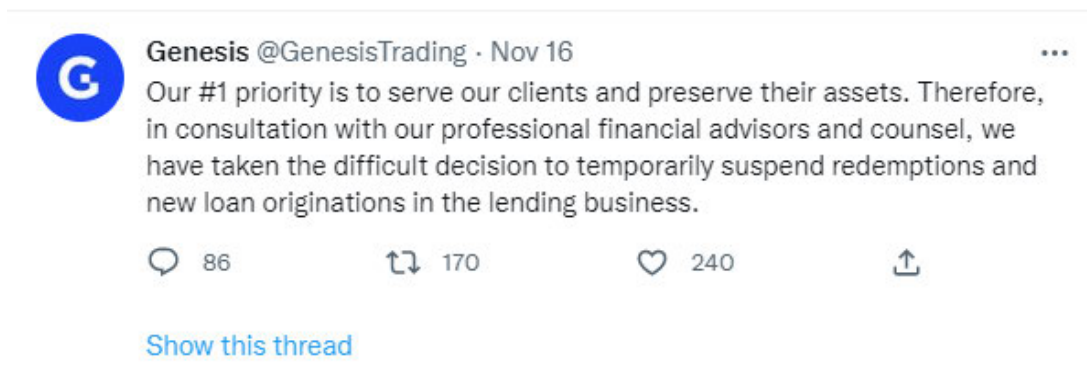 Genesis @GenesisTrading · Nov 16
Our #1 priority is to serve our clients and preserve their assets. Therefore,
in consultation with our professional financial advisors and counsel, we
have taken the difficult decision to temporarily suspend redemptions and
new loan originations in the lending business.
86 170 240
Show this thread